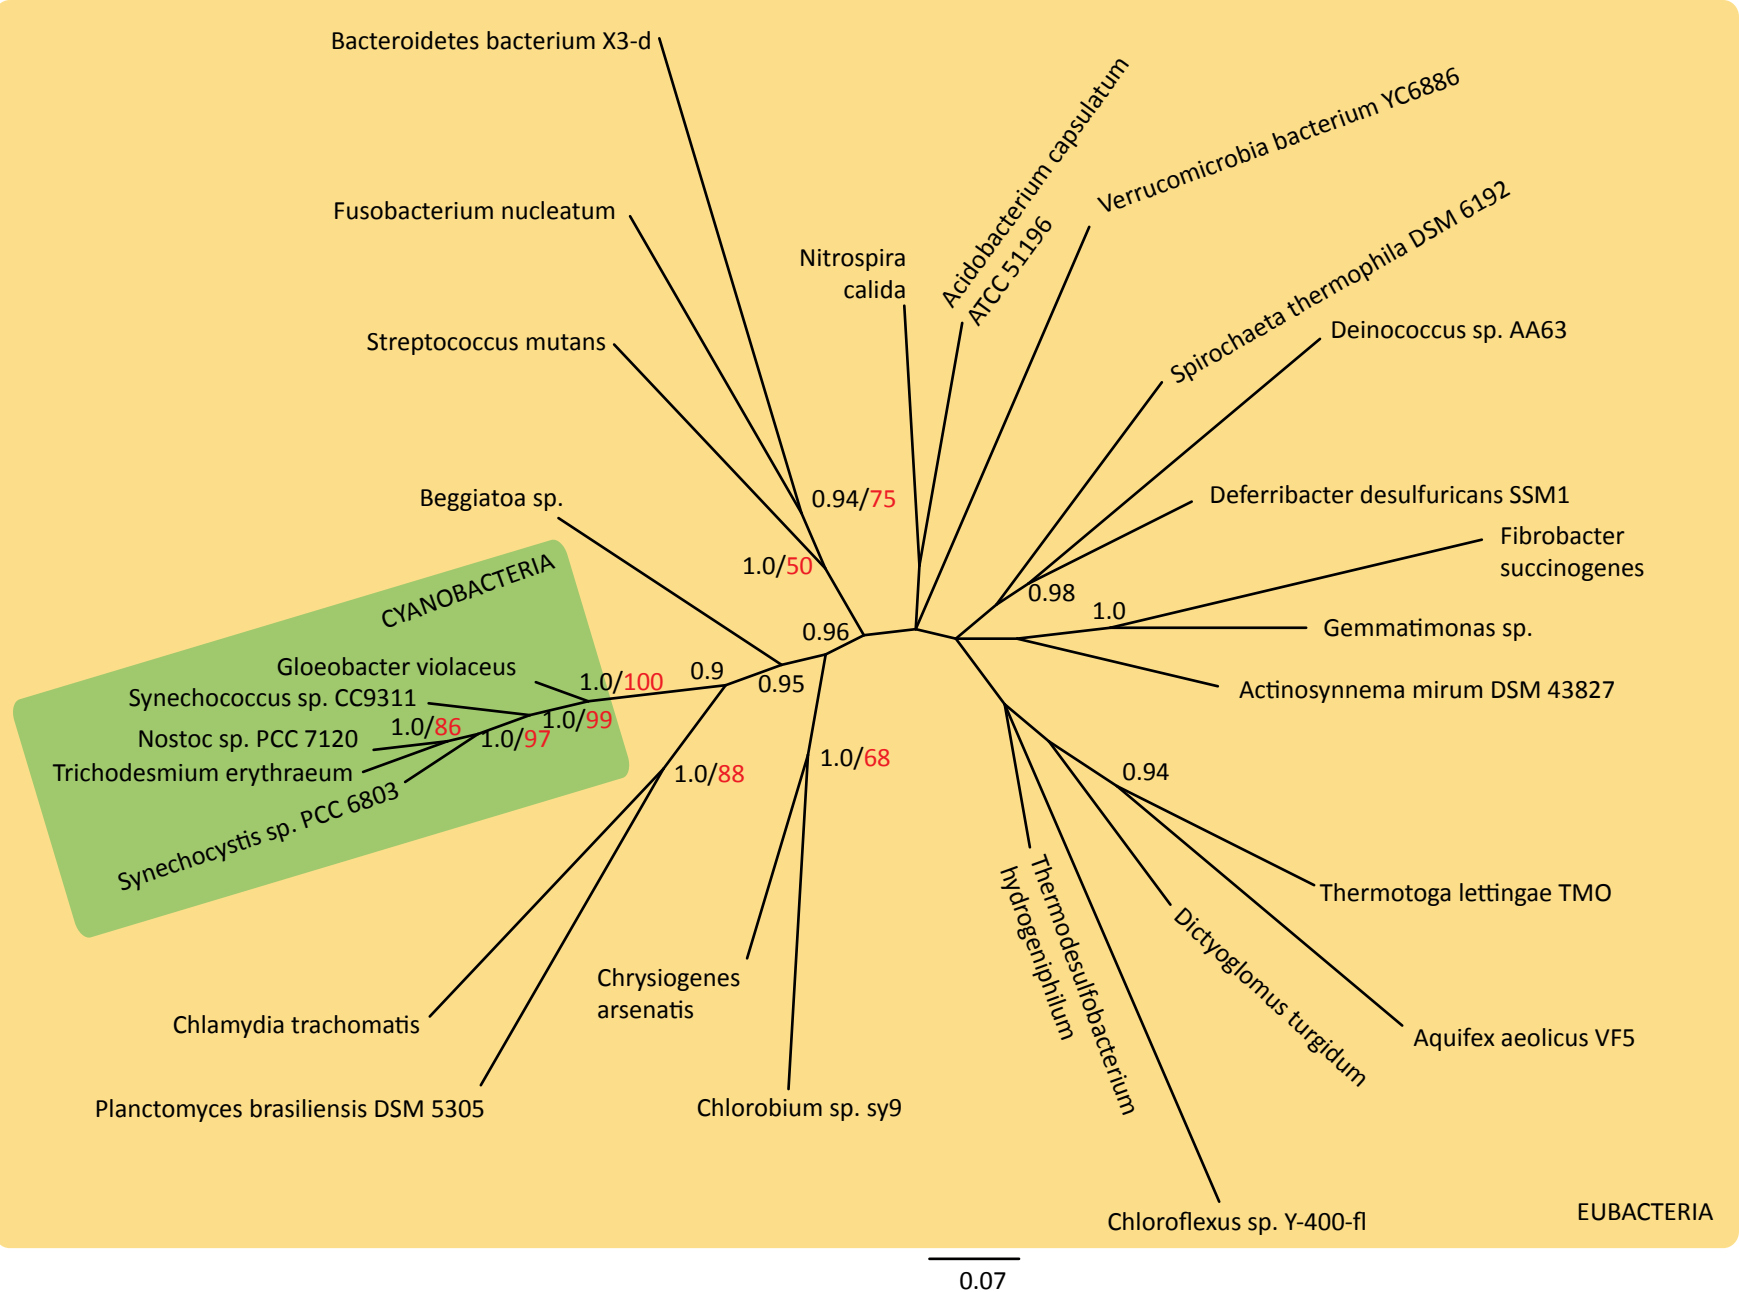 Bacteroidetes bacterium X3-d
Acidobacterium capsulatum
ATCC 51196
Verrucomicrobia bacterium YC6886
Fusobacterium nucleatum
Nitrospira
calida
Spirochaeta thermophila DSM 6192
Deinococcus sp. AA63
Streptococcus mutans
Beggiatoa sp.
0.94/75
Deferribacter desulfuricans SSM1
Fibrobacter
succinogenes
1.0/50
0.98
1.0
CYANOBACTERIA
0.96
Gemmatimonas sp.
Gloeobacter violaceus
1.0/100
0.9
0.95
Actinosynnema mirum DSM 43827
Synechococcus sp. CC9311
1.0/99
1.0/86
1.0/97
Nostoc sp. PCC 7120
Trichodesmium erythraeum
Synechocystis sp. PCC 6803
1.0/88
1.0/68
0.94
Thermotoga lettingae TMO
Thermodesulfobacterium
hydrogeniphilum
Dictyoglomus turgidum
Chrysiogenes
arsenatis
Chlamydia trachomatis
Aquifex aeolicus VF5
Planctomyces brasiliensis DSM 5305
Chlorobium sp. sy9
Chloroflexus sp. Y-400-fl
EUBACTERIA
0.07